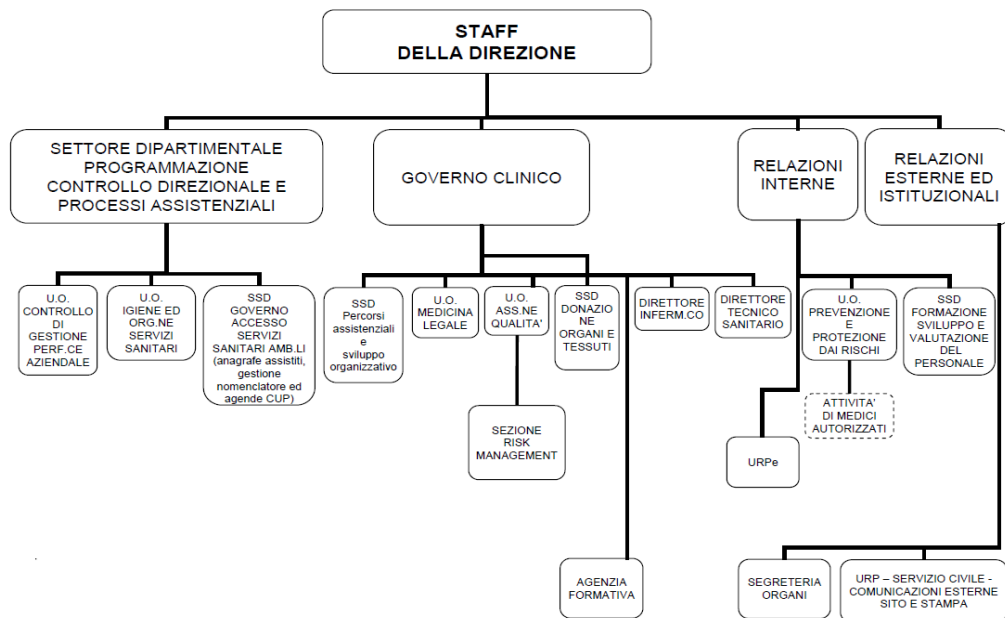 STAFF
DELLA DIREZIONE
SETTORE DIPARTIMENTALE
PROGRAMMAZIONE
CONTROLLO DIREZIONALE E
PROCESSI ASSISTENZIALI
GOVERNO CLINICO
RELAZIONI
INTERNE
RELAZIONI
ESTERNE ED
ISTITUZIONALI
U.O.
CONTROLLO
DI
GESTIONE
PERF.CE
AZIENDALE
U.O.
IGIENE ED
ORG.NE
SERVIZI
SANITARI
SSD
GOVERNO
ACCESSO
SERVIZI
SANITARI AMB.LI
(anagrafe assistiti,
gestione
nomenclatore ed
agende CUP)
SSD
Percorsi
assistenziali
e
sviluppo
organizzativo
U.O.
MEDICINA
LEGALE
U.O.
ASS.NE
QUALITA'
SSD
DONAZIO
NE
ORGANI E
TESSUTI
DIRETTORE
INFERM.CO
DIRETTORE
TECNICO
SANITARIO
U.O.
PREVENZIONE
E
PROTEZIONE
DAI RISCHI
SSD
FORMAZIONE
SVILUPPO E
VALUTAZIONE
DEL
PERSONALE
ATTIVITA'
DI MEDICI
AUTORIZZATI
SEZIONE
RISK
MANAGEMENT
URPe
AGENZIA
FORMATIVA
SEGRETERIA
ORGANI
URP – SERVIZIO CIVILE -
COMUNICAZIONI ESTERNE
SITO E STAMPA